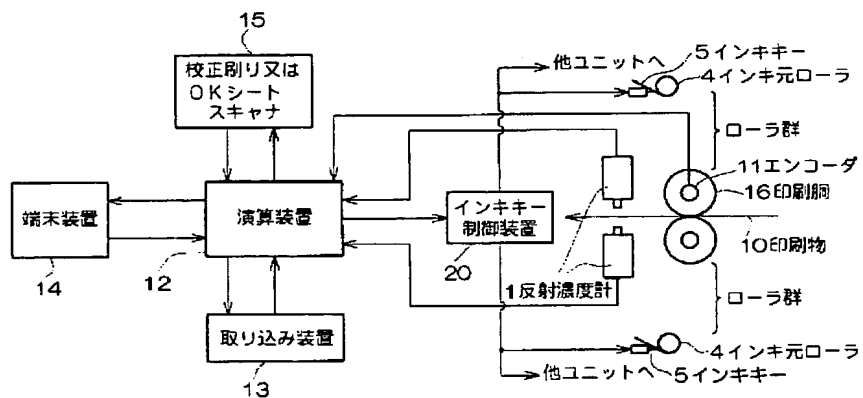 15
校正刷り又は
OKシート
スキャナ
他ユニットへ
5インキキー
4インキ元ローラ
ローラ群
11エンコーダ
16印刷胴
端末装置
14
演算装置
12
インキキー
制御装置
20
10印刷物
1反射濃度計
取り込み装置
13
ローラ群
4インキ元ローラ
他ユニットへ
5インキキー